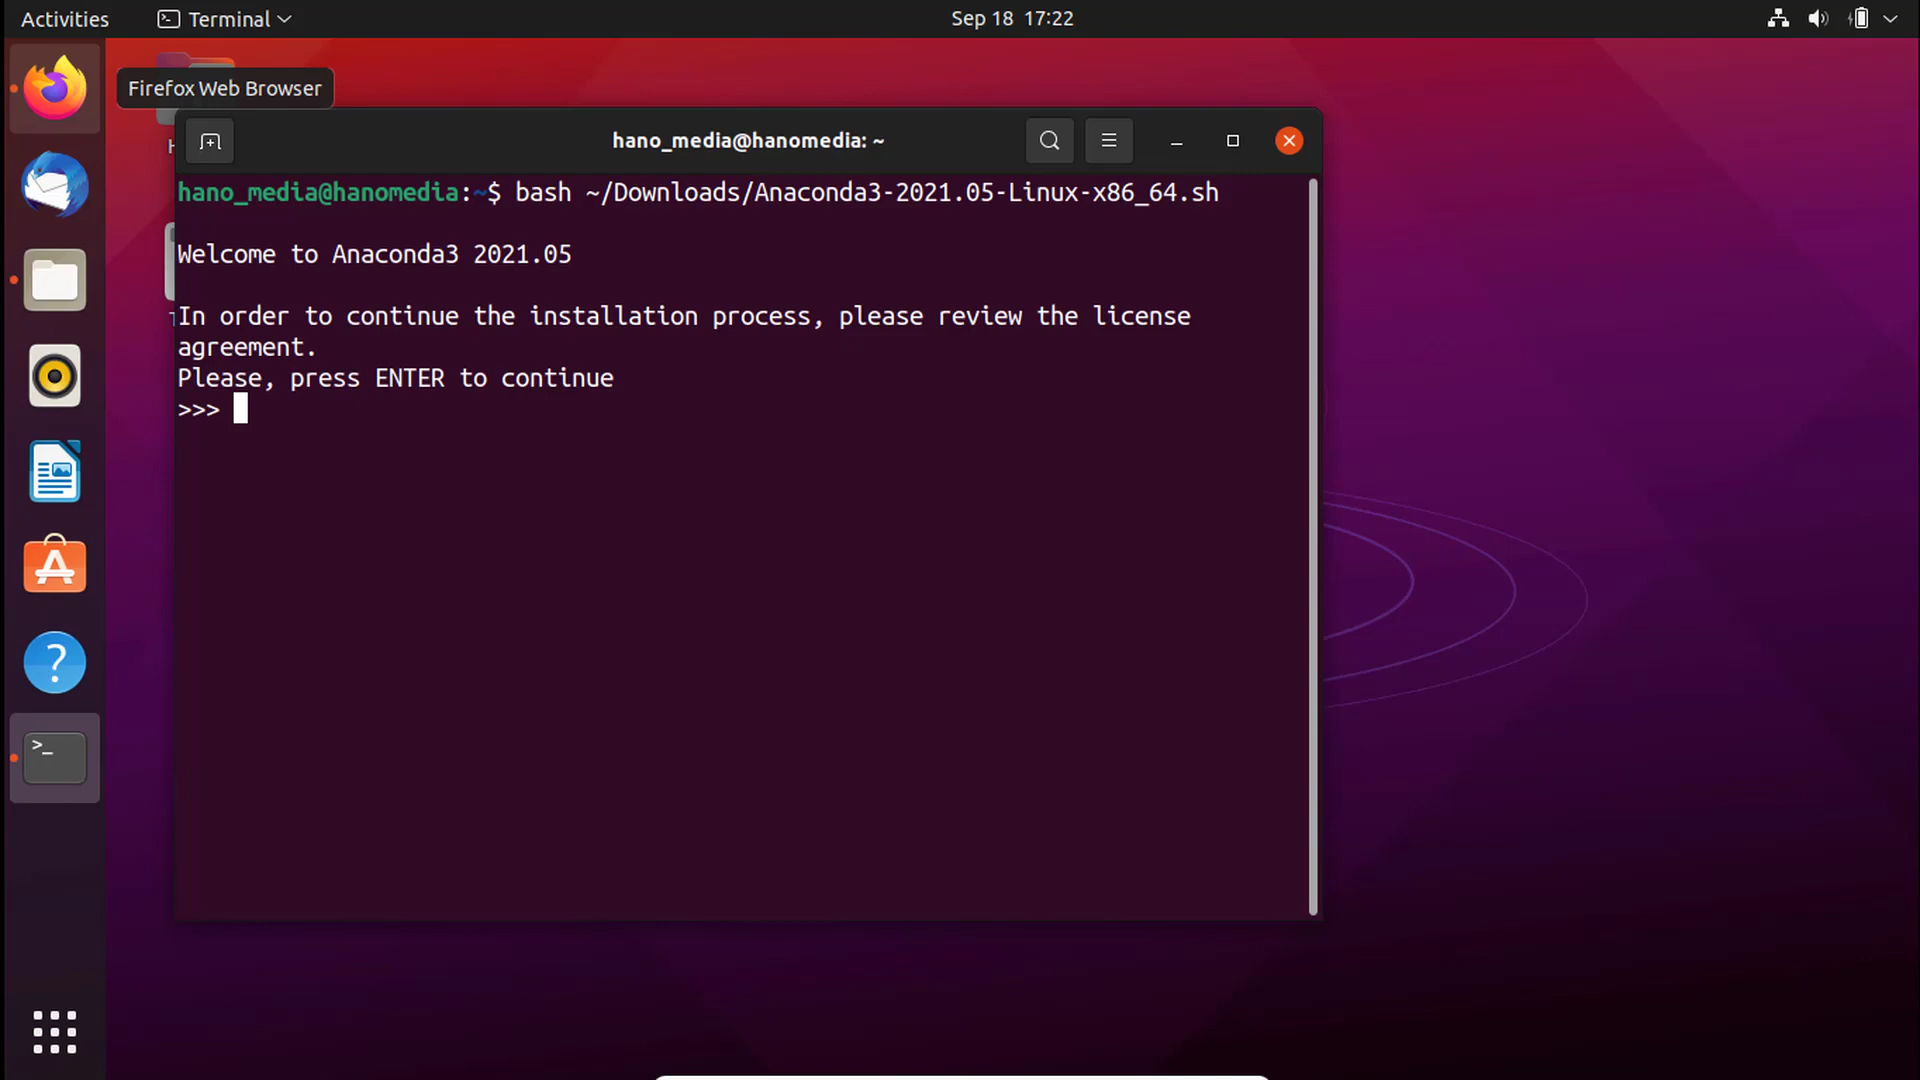 Activities
Terminal
Sep 18 17:22
Firefox Web Browser
hano_media@hanomedia: ~
hano_media@hanomedia:~$ bash ~/Downloads/Anaconda3-2021.05-Linux-x86_64.sh
Welcome to Anaconda3 2021.05
In order to continue the installation process, please review the license
agreement.
Please, press ENTER to continue
>>>